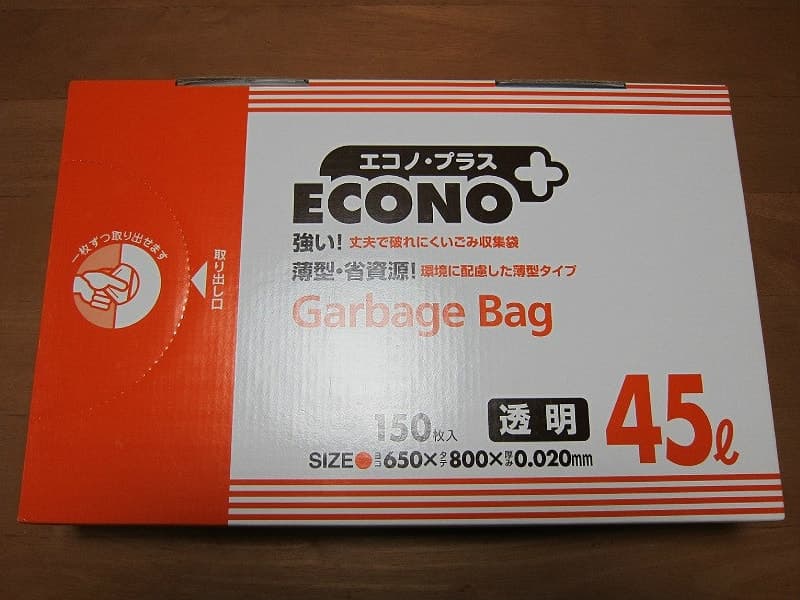 エコノ・プラス
ECONO+
強い!丈夫で破れにくいごみ収集袋
薄型・省資源!環境に配慮した薄型タイプ
Garbage Bag
一枚ずつ取り出せます
取り出し口
150枚入
透明
45ℓ
SIZE ヨコ650×タテ800×厚み0.020mm